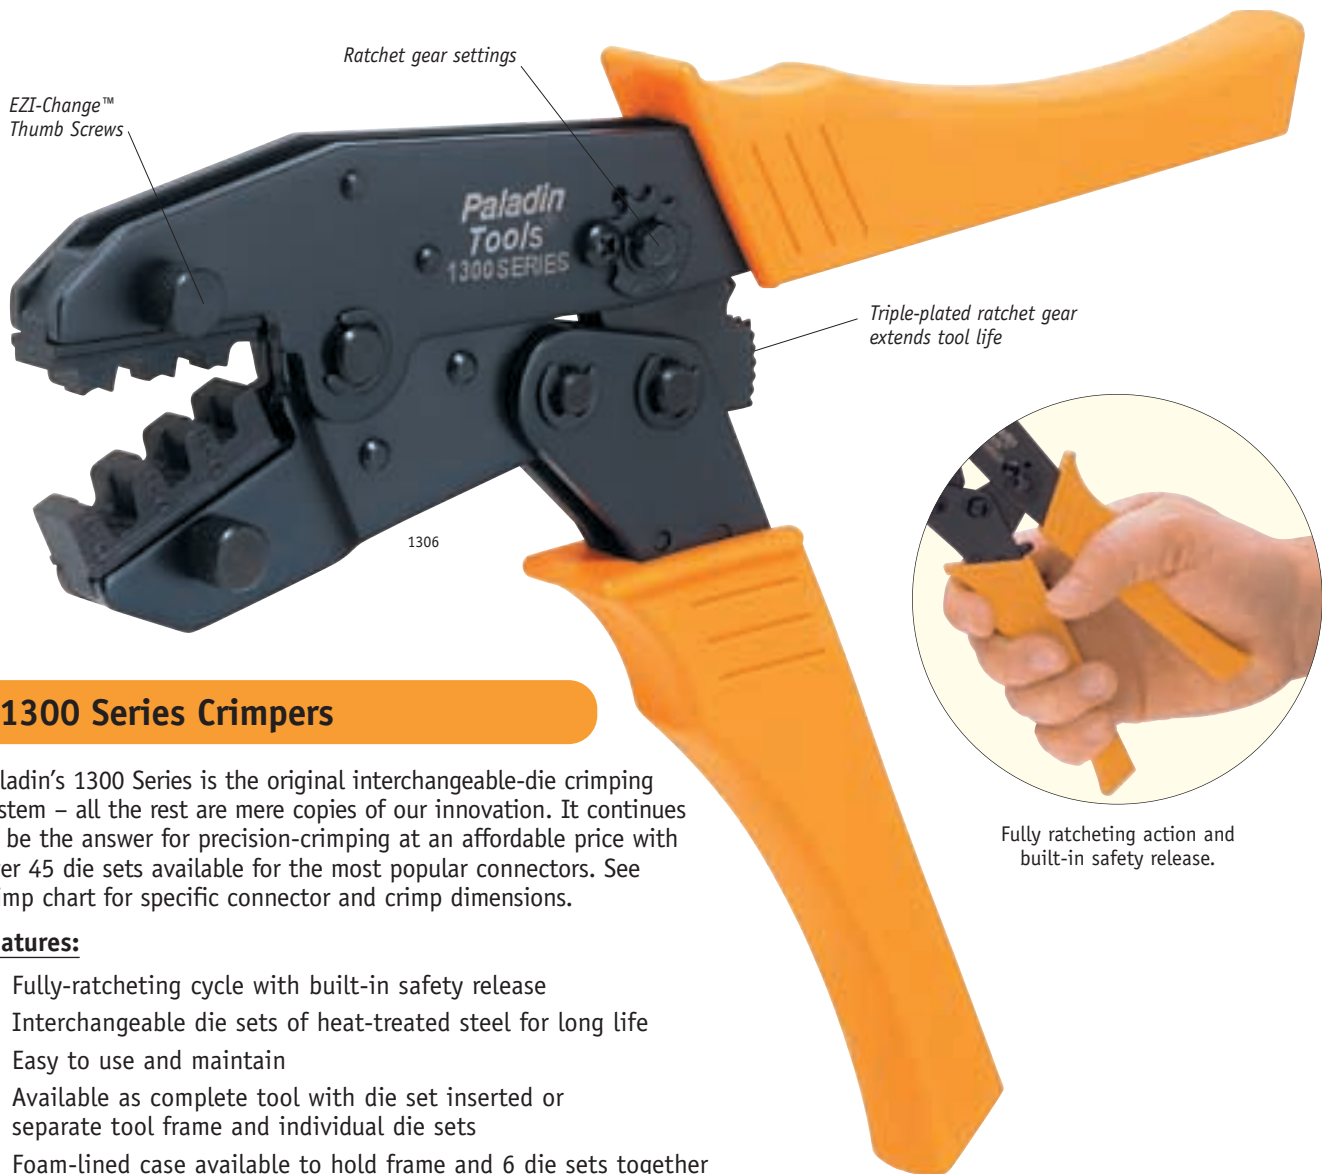 Ratchet gear settings
EZI-Change™
Thumb Screws
Paladin
Tools
1300 SERIES
Triple-plated ratchet gear
extends tool life
1306
1300 Series Crimpers
ladin's 1300 Series is the original interchangeable-die crimping
stem – all the rest are mere copies of our innovation. It continues
be the answer for precision-crimping at an affordable price with
er 45 die sets available for the most popular connectors. See
imp chart for specific connector and crimp dimensions.
atures:
Fully-ratcheting cycle with built-in safety release
Interchangeable die sets of heat-treated steel for long life
Easy to use and maintain
Available as complete tool with die set inserted or
separate tool frame and individual die sets
Foam-lined case available to hold frame and 6 die sets together
Fully ratcheting action and
built-in safety release.